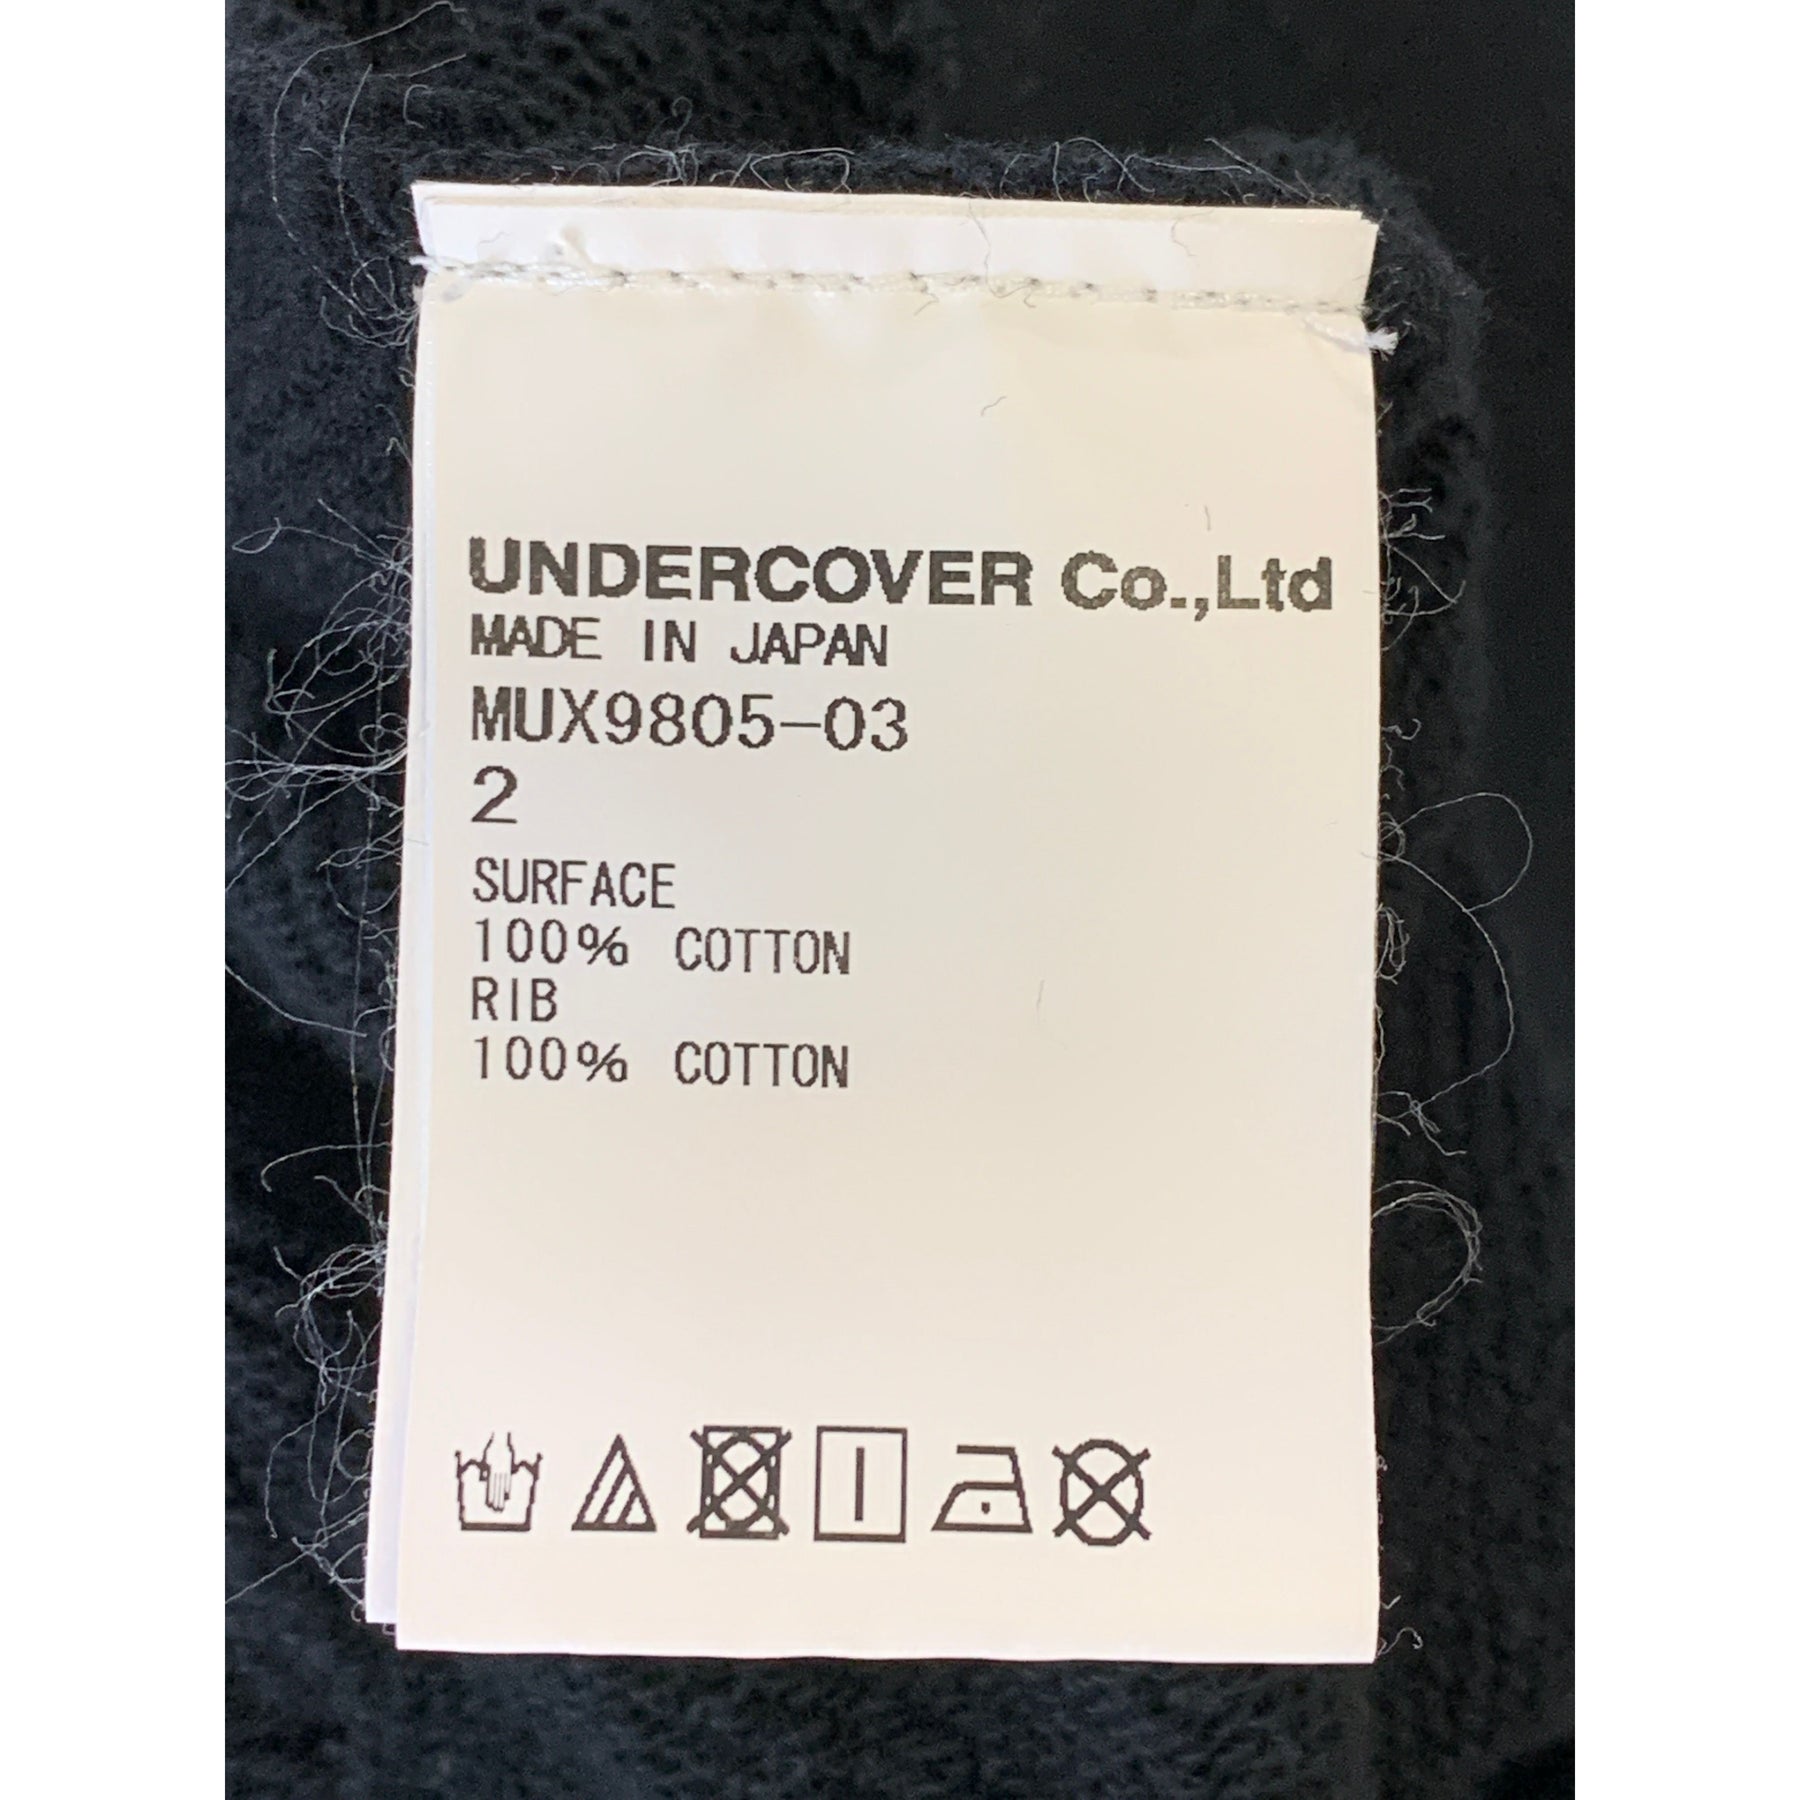 UNDERCOVER Co.,Ltd
MADE IN JAPAN
MUX9805-03
2
SURFACE
100% COTTON
RIB
100% COTTON